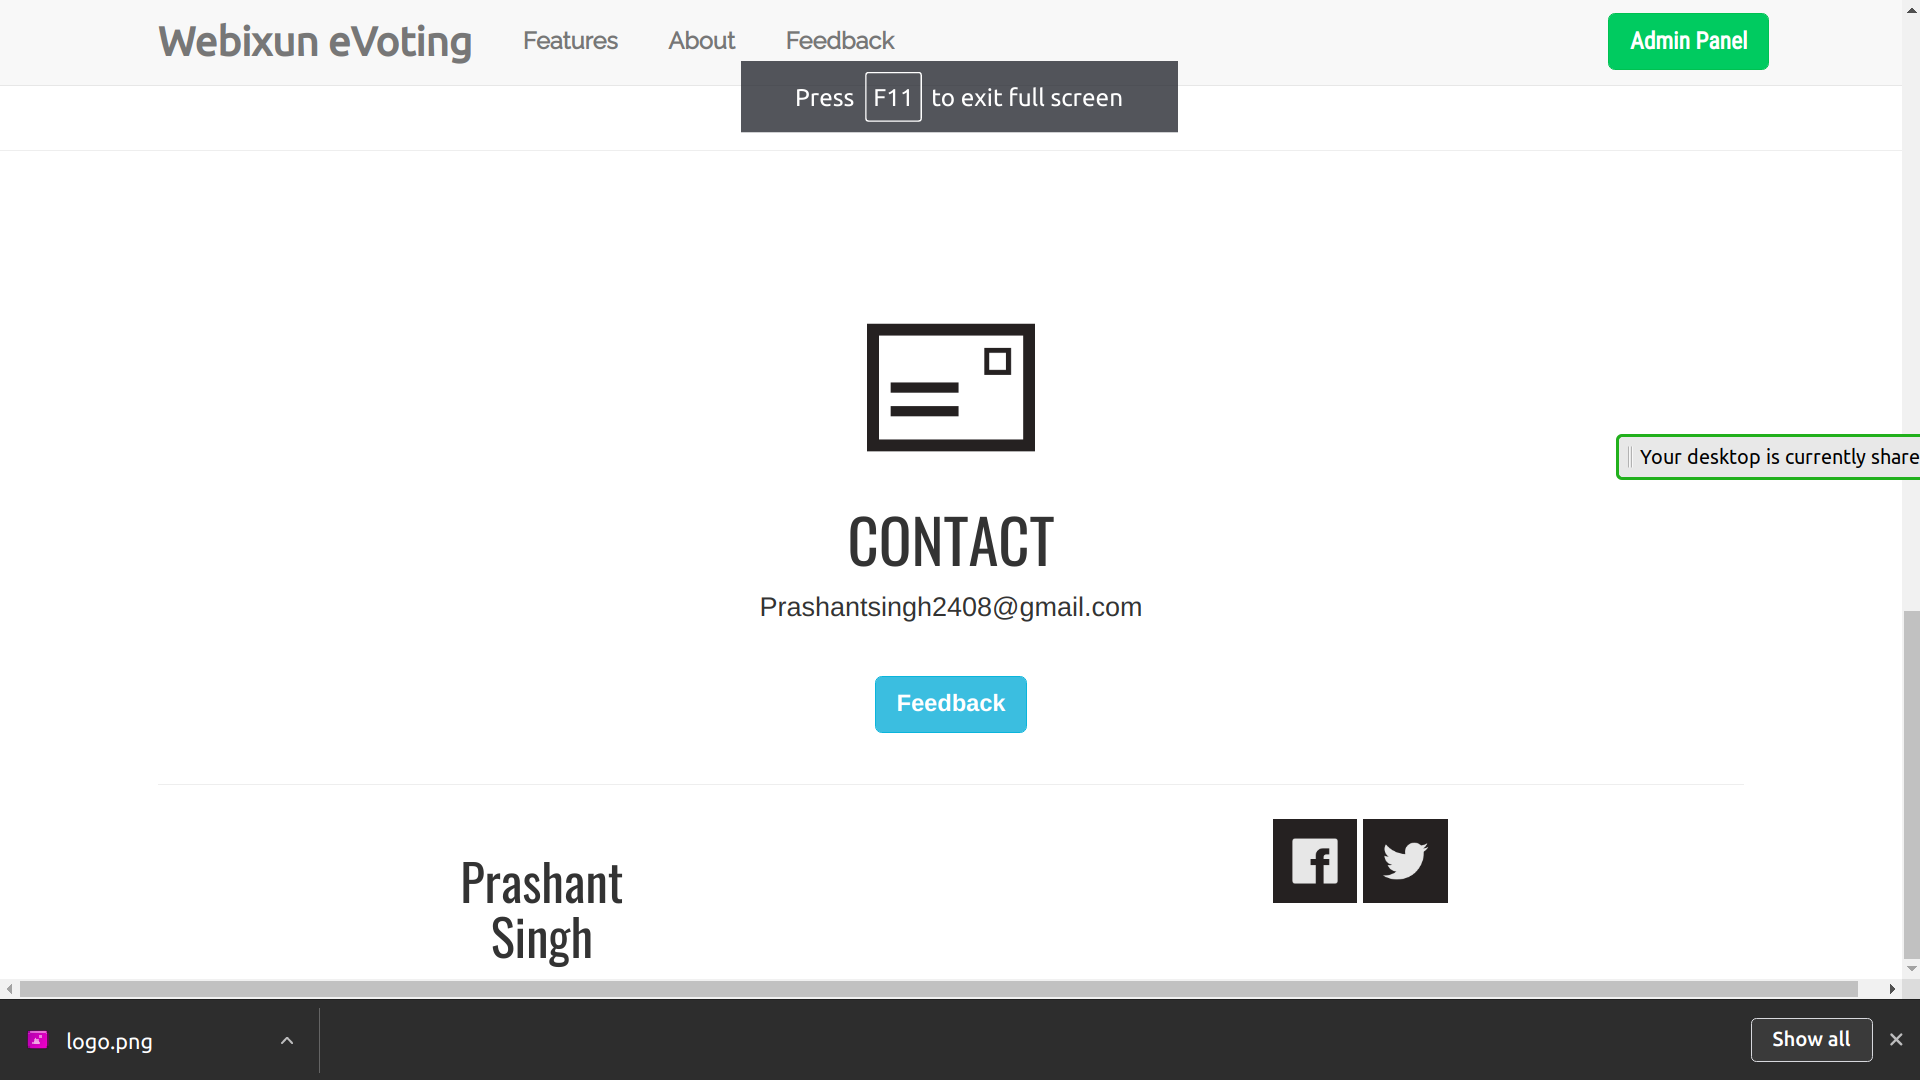 Webixun eVoting Features About Feedback Admin Panel
Press F11 to exit full screen
Your desktop is currently share
CONTACT
Prashantsingh2408@gmail.com
Feedback
Prashant
Singh
logo.png Show all